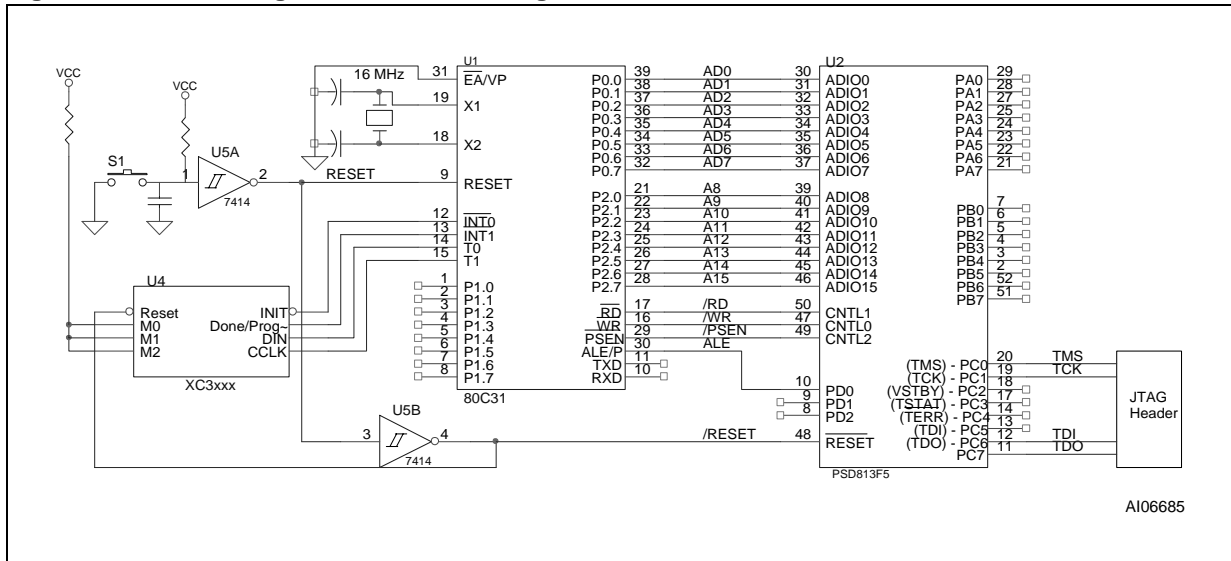 VCC
VCC
S1
U5A
1
2
7414
RESET
16 MHz
U1
31
EA/VP
19
X1
18
X2
9
RESET
12
INT0
13
INT1
14
T0
15
T1
1
P1.0
2
P1.1
3
P1.2
4
P1.3
5
P1.4
6
P1.5
7
P1.6
8
P1.7
P0.0
39
P0.1
38
P0.2
37
P0.3
36
P0.4
35
P0.5
34
P0.6
33
P0.7
32
P2.0
21
P2.1
22
P2.2
23
P2.3
24
P2.4
25
P2.5
26
P2.6
27
P2.7
28
RD
17
WR
16
PSEN
29
ALE/P
30
TXD
11
RXD
10
80C31
AD0
AD1
AD2
AD3
AD4
AD5
AD6
AD7
A8
A9
A10
A11
A12
A13
A14
A15
/RD
/WR
/PSEN
ALE
U4
Reset
M0
M1
M2
INIT
Done/Prog~
DIN
CCLK
XC3xxx
U5B
3
4
7414
/RESET
U2
30
ADIO0
31
ADIO1
32
ADIO2
33
ADIO3
34
ADIO4
35
ADIO5
36
ADIO6
37
ADIO7
39
ADIO8
40
ADIO9
41
ADIO10
42
ADIO11
43
ADIO12
44
ADIO13
45
ADIO14
46
ADIO15
50
CNTL1
47
CNTL0
49
CNTL2
10
PD0
9
PD1
8
PD2
48
RESET
PA0
29
PA1
28
PA2
27
PA3
25
PA4
24
PA5
23
PA6
22
PA7
21
PB0
7
PB1
6
PB2
5
PB3
4
PB4
3
PB5
2
PB6
52
PB7
51
(TMS) - PC0
20
(TCK) - PC1
19
(VSTBY) - PC2
18
(TSTAT) - PC3
17
(TERR) - PC4
14
(TDI) - PC5
13
(TDO) - PC6
12
PC7
11
PSD813F5
TMS
TCK
TDI
TDO
JTAG
Header
AI06685